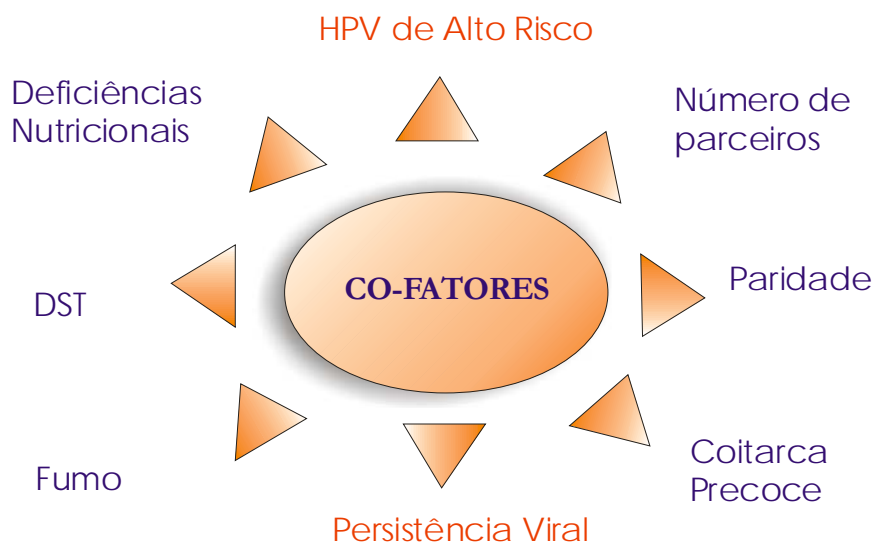 HPV de Alto Risco
Deficiências
Nutricionais
Número de
parceiros
CO-FATORES
Paridade
DST
Coitarca
Precoce
Fumo
Persistência Viral